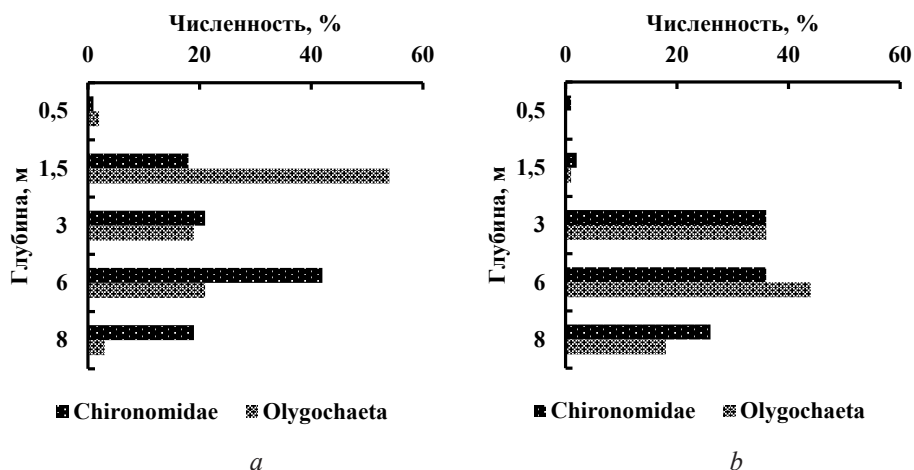 Численность, %
0 20 40 60
0,5
1,5
3
6
8
Глубина, м
Chironomidae Olygochaeta
a
Численность, %
0 20 40 60
0,5
1,5
3
6
8
Глубина, м
Chironomidae Olygochaeta
b